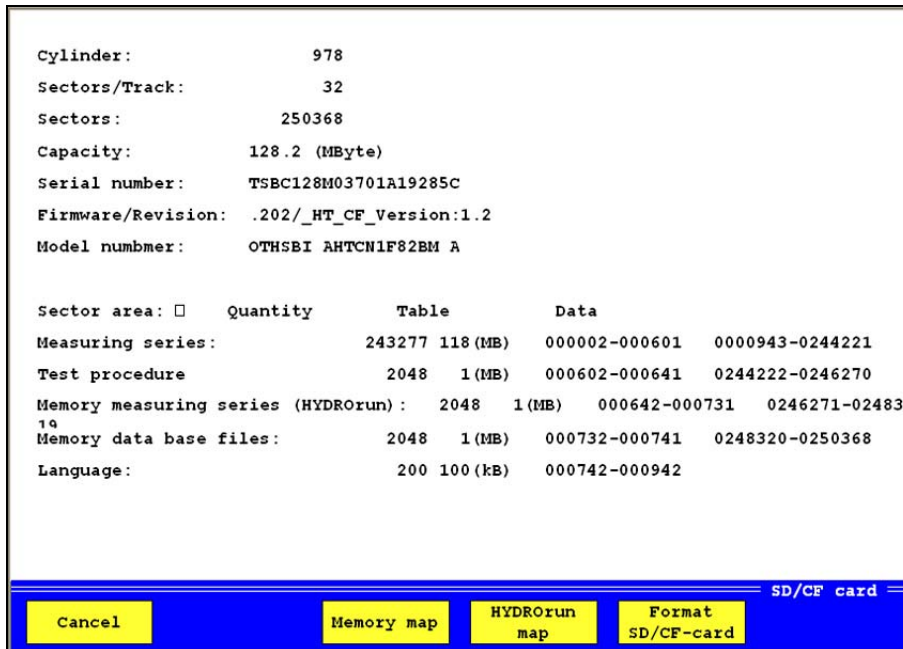 Cylinder: 978
Sectors/Track: 32
Sectors: 250368
Capacity: 128.2 (MByte)
Serial number: TSBC128M03701A19285C
Firmware/Revision: .202/_HT_CF_Version:1.2
Model numbmer: OTHSBI AHTCN1F82BM A
Sector area: □ Quantity Table Data
Measuring series: 243277 118(MB) 000002-000601 0000943-0244221
Test procedure 2048 1(MB) 000602-000641 0244222-0246270
Memory measuring series (HYDROrun): 2048 1(MB) 000642-000731 0246271-02483
19
Memory data base files: 2048 1(MB) 000732-000741 0248320-0250368
Language: 200 100(kB) 000742-000942
SD/CF card
Cancel Memory map HYDROrun map Format SD/CF-card